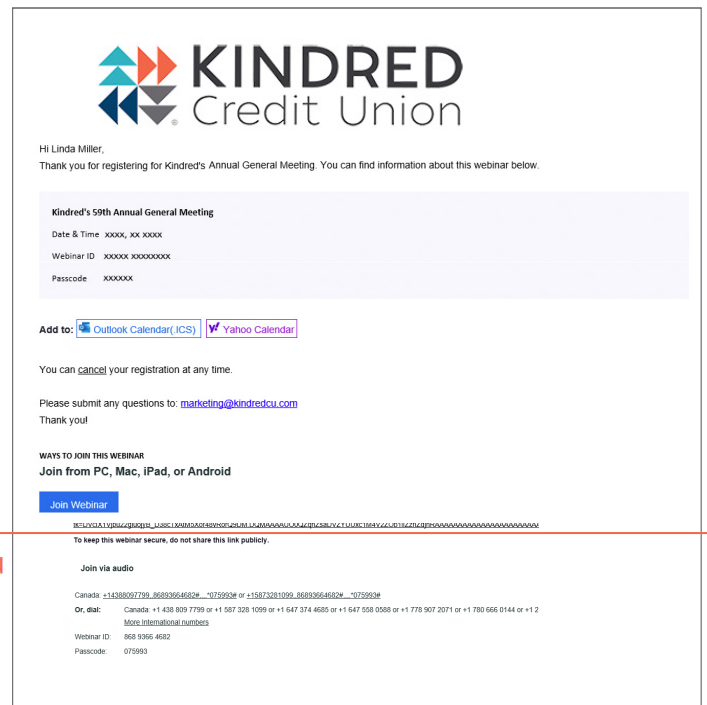 KINDRED
Credit Union
Hi Linda Miller,
Thank you for registering for Kindred's Annual General Meeting. You can find information about this webinar below.
Kindred's 59th Annual General Meeting
Date & Time xxxx, xx xxxx
Webinar ID xxxxx xxxxxxxx
Passcode xxxxxx
Add to: Outlook Calendar(.ICS) Yahoo Calendar
You can cancel your registration at any time.
Please submit any questions to: marketing@kindredcu.com
Thank you!
WAYS TO JOIN THIS WEBINAR
Join from PC, Mac, iPad, or Android
Join Webinar
To keep this webinar secure, do not share this link publicly.
Join via audio
Canada: +14388097799,,86893664682#,,,,*075993# or +15873281099,,86893664682#,,,,*075993#
Or, dial: Canada: +1 438 809 7799 or +1 587 328 1099 or +1 647 374 4685 or +1 647 558 0588 or +1 778 907 2071 or +1 780 666 0144 or +1 2
More International numbers
Webinar ID: 868 9366 4682
Passcode: 075993